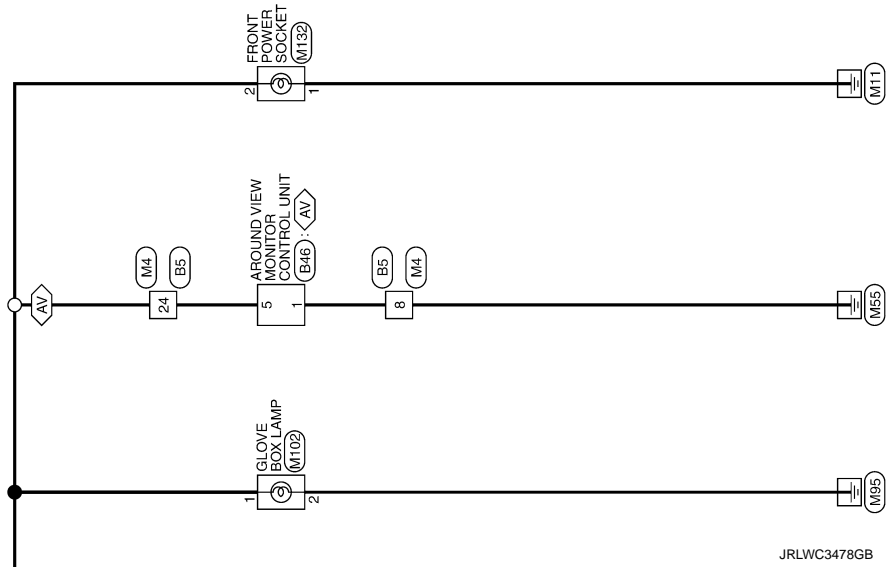 FRONT
POWER
SOCKET
M132
2
1
M11
AV
M4
B5
24
AROUND VIEW
MONITOR
CONTROL UNIT
B46 : AV
5
1
B5
M4
8
M55
GLOVE
BOX LAMP
M102
1
2
M95
JRLWC3478GB